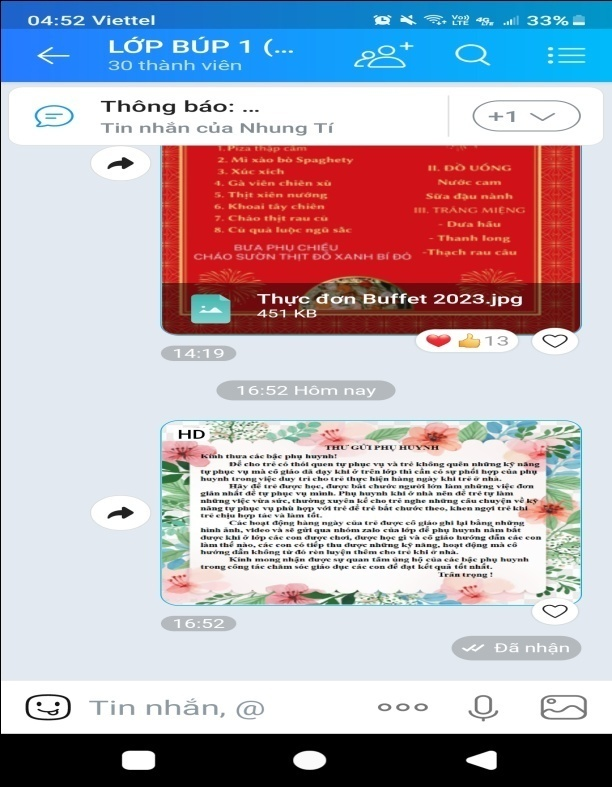 04:52 Viettel
Vo)) LTE 4G 33%
LỚP BÚP 1 (...
30 thành viên
Thông báo: ...
Tin nhắn của Nhung Tí
+1
1. Piza thập cẩm
2. Mì xào bò Spaghety
3. Xúc xích
4. Gà viên chiên xù
5. Thịt xiên nướng
6. Khoai tây chiên
7. Cháo thịt rau củ
8. Củ quả luộc ngũ sắc
BỮA PHỤ CHIỀU
CHÁO SƯỜN THỊT ĐỖ XANH BÍ ĐỎ
II. ĐỒ UỐNG
Nước cam
Sữa đậu nành
III. TRÁNG MIỆNG
- Dưa hấu
- Thanh long
-Thạch rau câu
Thực đơn Buffet 2023.jpg
451 KB
13
14:19
16:52 Hôm nay
HD
THƯ GỬI PHỤ HUYNH
Kính thưa các bậc phụ huynh!
Để cho trẻ có thói quen tự phục vụ và trẻ không quên những kỹ năng
tự phục vụ mà cô giáo đã dạy khi ở trên lớp thì cần có sự phối hợp của phụ
huynh trong việc duy trì cho trẻ thực hiện hàng ngày khi trẻ ở nhà.
Hãy để trẻ được học, được bắt chước người lớn làm những việc đơn
giản nhất để tự phục vụ mình. Phụ huynh khi ở nhà nên để trẻ tự làm
những việc vừa sức, thường xuyên kể cho trẻ nghe những câu chuyện về kỹ
năng tự phục vụ phù hợp với trẻ để trẻ bắt chước theo, khen ngợi trẻ khi
trẻ chịu hợp tác và làm tốt.
Các hoạt động hàng ngày của trẻ được cô giáo ghi lại bằng những
hình ảnh, video và sẽ gửi qua nhóm zalo của lớp để phụ huynh nắm bắt
được khi ở lớp các con được chơi, được học gì và cô giáo hướng dẫn các con
làm thế nào, các con có tiếp thu được những kỹ năng, hoạt động mà cô
hướng dẫn không từ đó rèn luyện thêm cho trẻ khi ở nhà.
Kính mong nhận được sự quan tâm ủng hộ của các bậc phụ huynh
trong công tác chăm sóc giáo dục các con để đạt kết quả tốt nhất.
Trân trọng !
16:52
Đã nhận
Tin nhắn, @